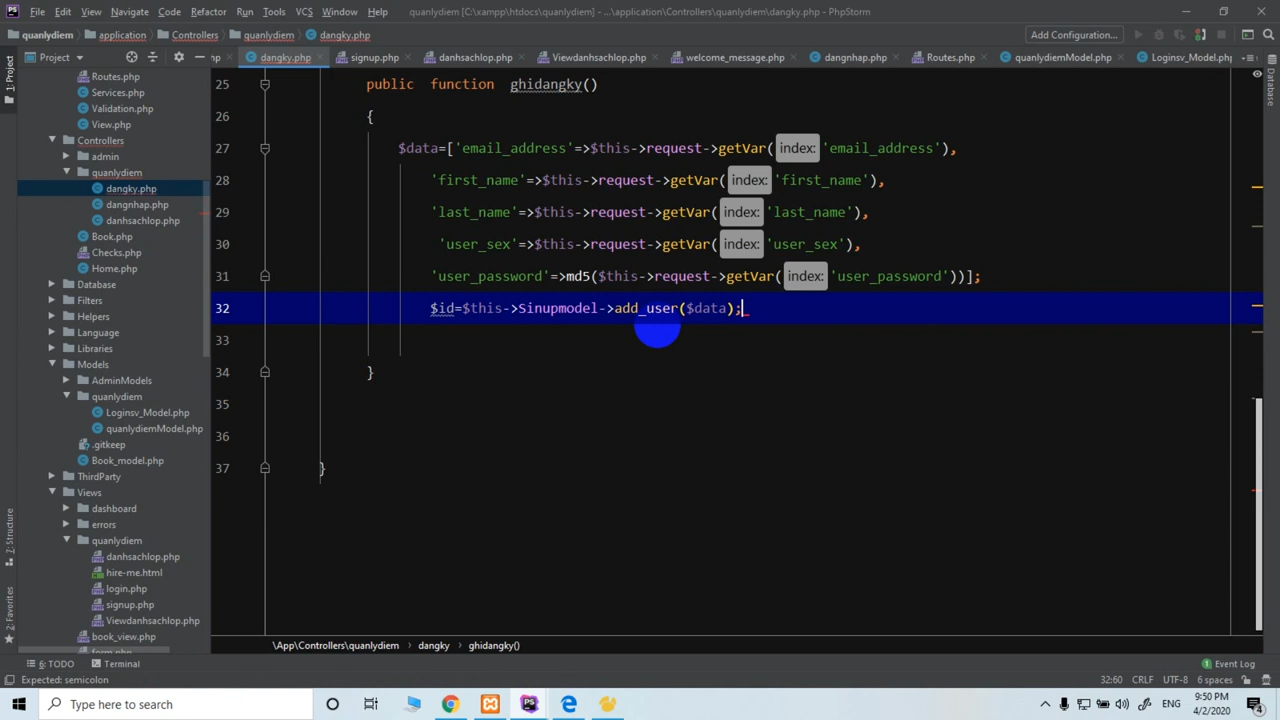 File Edit View Navigate Code Refactor Run Tools VCS Window Help quanlydiem [C:\xampp\htdocs\quanlydiem] - ...\application\Controllers\quanlydiem\dangky.php - PhpStorm
quanlydiem application Controllers quanlydiem dangky.php Add Configuration...
Project dangky.php signup.php danhsachlop.php Viewdanhsachlop.php welcome_message.php dangnhap.php Routes.php quanlydiemModel.php Loginsv_Model.php
1: Project
Z: Structure
2: Favorites
Database
Routes.php
Services.php
Validation.php
View.php
Controllers
admin
quanlydiem
dangky.php
dangnhap.php
danhsachlop.php
Book.php
Checks.php
Home.php
Database
Filters
Helpers
Language
Libraries
Models
AdminModels
quanlydiem
Loginsv_Model.php
quanlydiemModel.php
.gitkeep
Book_model.php
ThirdParty
Views
dashboard
errors
quanlydiem
danhsachlop.php
hire-me.html
login.php
signup.php
Viewdanhsachlop.php
book_view.php
25 public function ghidangky()
26 {
27 $data=['email_address'=>$this->request->getVar( index: 'email_address'),
28 'first_name'=>$this->request->getVar( index: 'first_name'),
29 'last_name'=>$this->request->getVar( index: 'last_name'),
30 'user_sex'=>$this->request->getVar( index: 'user_sex'),
31 'user_password'=>md5($this->request->getVar( index: 'user_password'))];
32 $id=$this->Sinupmodel->add_user($data);
33
34 }
35
36
37 }
\App\Controllers\quanlydiem dangky ghidangky()
6: TODO Terminal Event Log
Expected: semicolon 32:60 CRLF UTF-8 6 spaces
Type here to search ENG 9:50 PM
4/2/2020
4